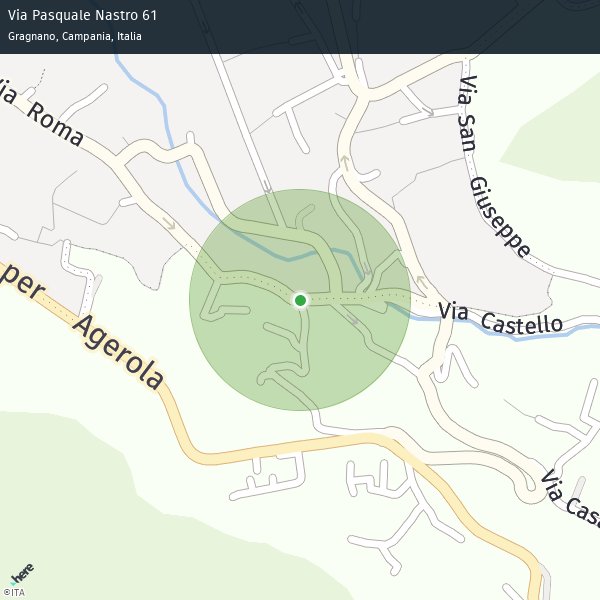 Via Pasquale Nastro 61
Gragnano, Campania, Italia
Via Roma
Via San Giuseppe
per Agerola
Via Castello
Via Casa
here
©ITA